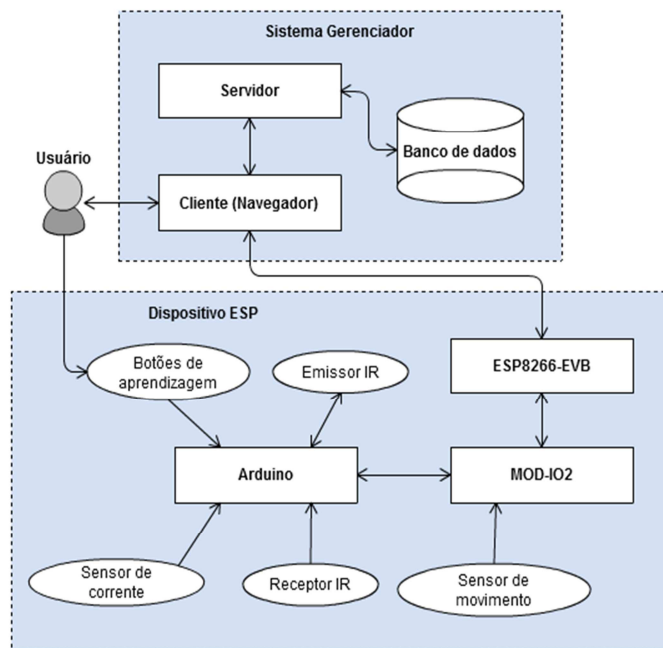 Sistema Gerenciador
Servidor
Banco de dados
Usuário
Cliente (Navegador)
Dispositivo ESP
Botões de
aprendizagem
Emissor IR
ESP8266-EVB
Arduino
MOD-IO2
Sensor de
corrente
Receptor IR
Sensor de
movimento